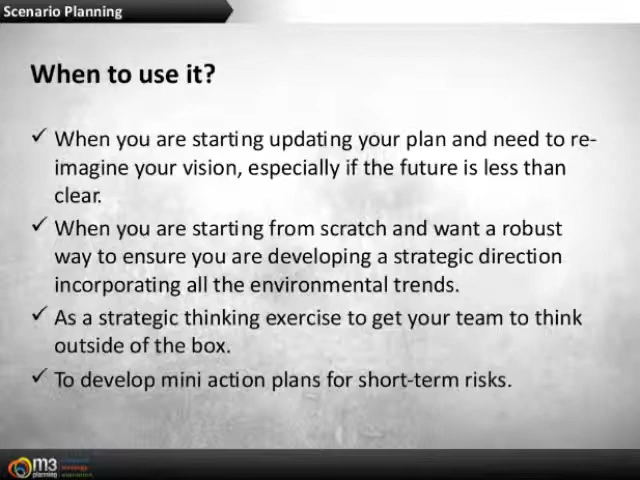 Scenario Planning
When to use it?
✓ When you are starting updating your plan and need to re-
imagine your vision, especially if the future is less than
clear.
✓ When you are starting from scratch and want a robust
way to ensure you are developing a strategic direction
incorporating all the environmental trends.
✓ As a strategic thinking exercise to get your team to think
outside of the box.
✓ To develop mini action plans for short-term risks.
m3
planning